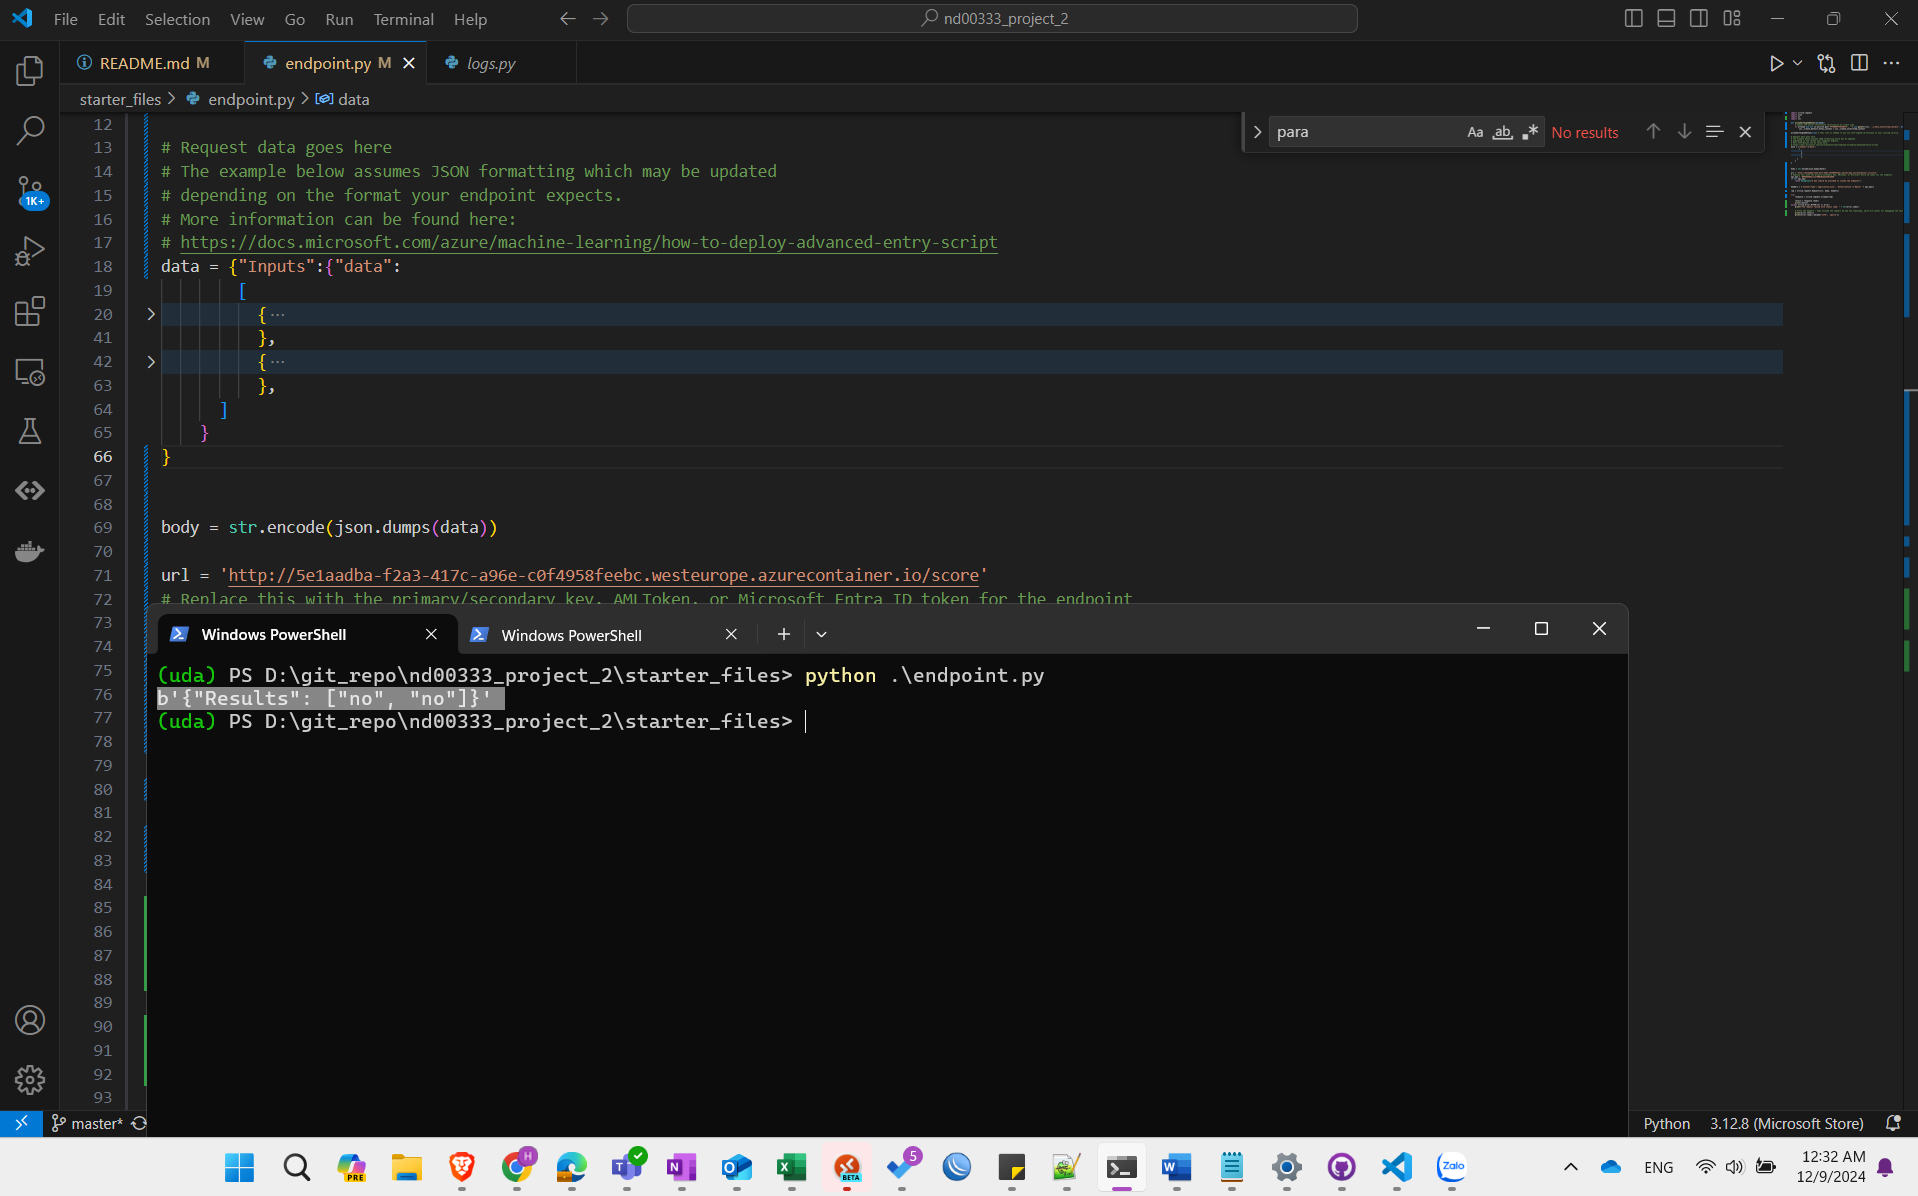 File Edit Selection View Go Run Terminal Help
nd00333_project_2
README.md M
endpoint.py M
logs.py
starter_files > endpoint.py > data
para
Aa ab
No results
12
13 # Request data goes here
14 # The example below assumes JSON formatting which may be updated
15 # depending on the format your endpoint expects.
16 # More information can be found here:
17 # https://docs.microsoft.com/azure/machine-learning/how-to-deploy-advanced-entry-script
18 data = {"Inputs":{"data":
19 [
20 { ...
41 },
42 { ...
63 },
64 ]
65 }
66 }
67
68
69 body = str.encode(json.dumps(data))
70
71 url = 'http://5e1aadba-f2a3-417c-a96e-c0f4958feebc.westeurope.azurecontainer.io/score'
72 # Replace this with the primary/secondary key, AMLToken, or Microsoft Entra ID token for the endpoint
73
74
75
76
77
78
79
80
81
82
83
84
85
86
87
88
89
90
91
92
93
1K+
Windows PowerShell
Windows PowerShell
(uda) PS D:\git_repo\nd00333_project_2\starter_files> python .\endpoint.py
b'{"Results": ["no", "no"]}'
(uda) PS D:\git_repo\nd00333_project_2\starter_files>
master*
Python
3.12.8 (Microsoft Store)
PRE
H
BETA
5
Zalo
ENG
12:32 AM
12/9/2024